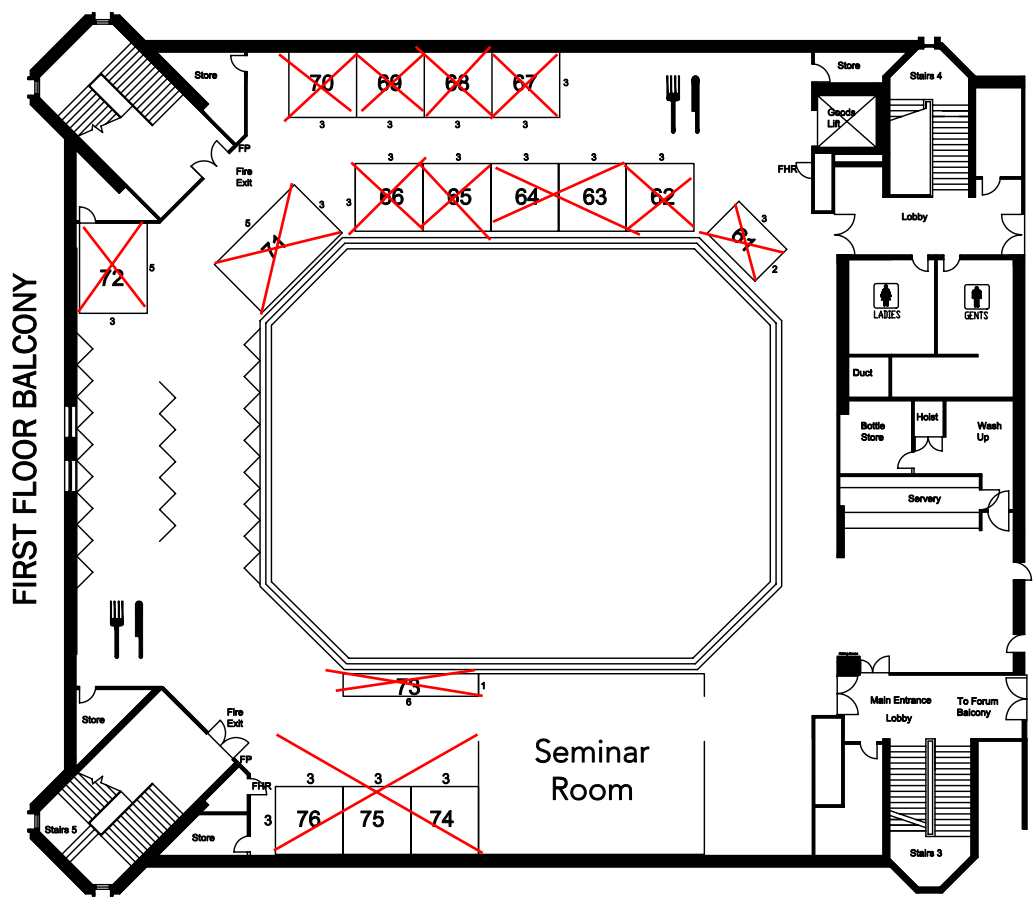 FIRST FLOOR BALCONY
Store
FP
Fire
Exit
70
69
68
67
3
3
3
3
3
3
3
3
3
3
3
66
65
64
63
62
71
5
3
61
3
2
72
5
3
Store
Stairs 4
Goods
Lift
FHR
Lobby
LADIES
GENTS
Duct
Bottle
Store
Hoist
Wash
Up
Servery
Main Entrance
Lobby
To Forum
Balcony
Stairs 3
73
1
6
Seminar
Room
3
3
3
3
76
75
74
Store
Fire
Exit
FP
FHR
Stairs 5
Store